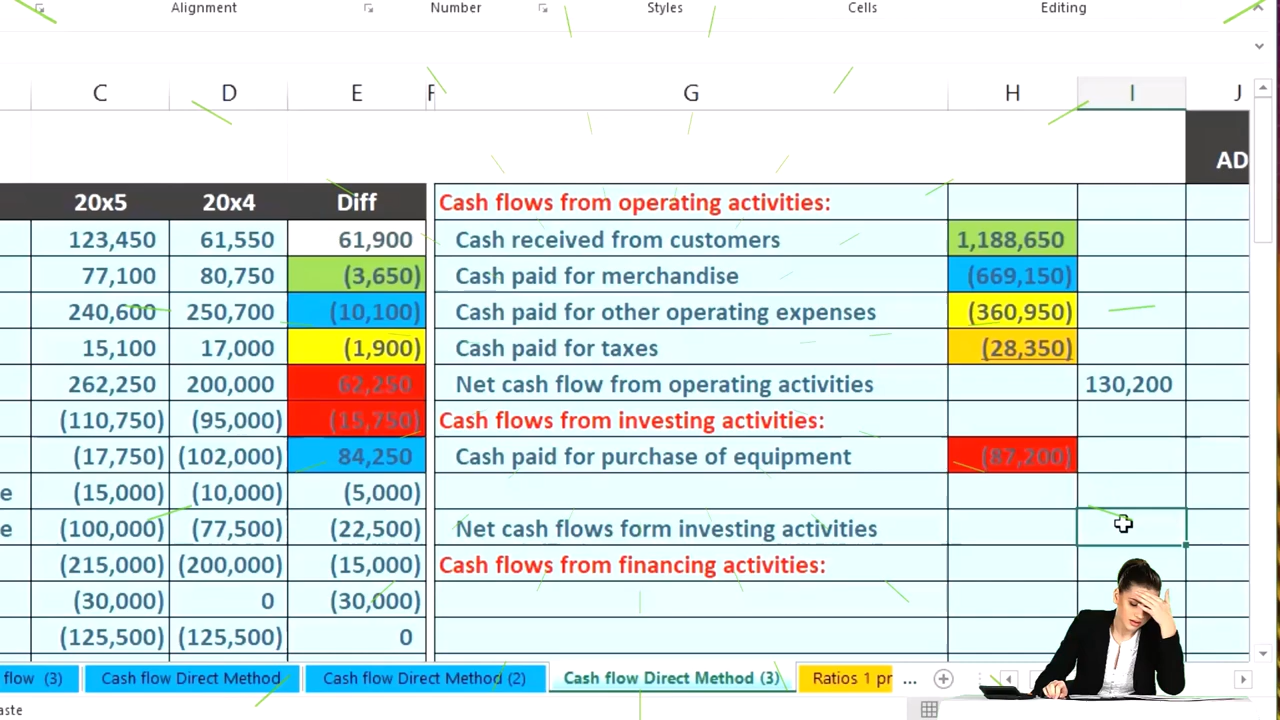 Alignment Number Styles Cells Editing
C D E F G H I J
AD
20x5 20x4 Diff Cash flows from operating activities:
123,450 61,550 61,900 Cash received from customers 1,188,650
77,100 80,750 (3,650) Cash paid for merchandise (669,150)
240,600 250,700 (10,100) Cash paid for other operating expenses (360,950)
15,100 17,000 (1,900) Cash paid for taxes (28,350)
262,250 200,000 62,250 Net cash flow from operating activities 130,200
(110,750) (95,000) (15,750) Cash flows from investing activities:
(17,750) (102,000) 84,250 Cash paid for purchase of equipment (87,200)
e (15,000) (10,000) (5,000)
e (100,000) (77,500) (22,500) Net cash flows form investing activities
(215,000) (200,000) (15,000) Cash flows from financing activities:
(30,000) 0 (30,000)
(125,500) (125,500) 0
flow (3) Cash flow Direct Method Cash flow Direct Method (2) Cash flow Direct Method (3) Ratios 1 pr ...
aste